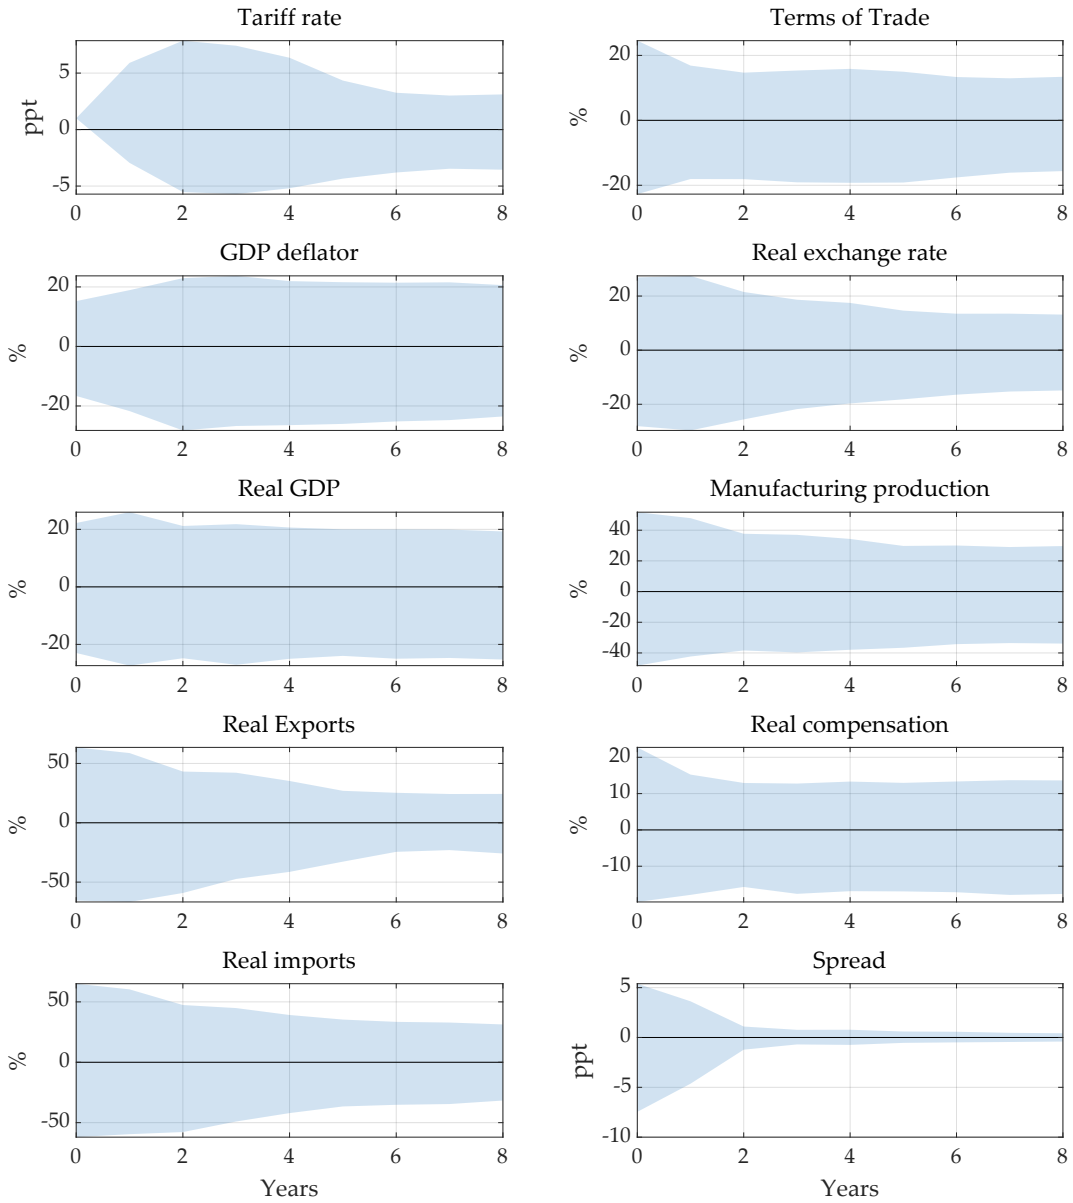 Tariff rate
5
0
-5
ppt
0 2 4 6 8
Terms of Trade
20
0
-20
%
0 2 4 6 8
GDP deflator
20
0
-20
%
0 2 4 6 8
Real exchange rate
20
0
-20
%
0 2 4 6 8
Real GDP
20
0
-20
%
0 2 4 6 8
Manufacturing production
40
20
0
-20
-40
%
0 2 4 6 8
Real Exports
50
0
-50
%
0 2 4 6 8
Real compensation
20
10
0
-10
%
0 2 4 6 8
Real imports
50
0
-50
%
0 2 4 6 8
Years
Spread
5
0
-5
-10
ppt
0 2 4 6 8
Years